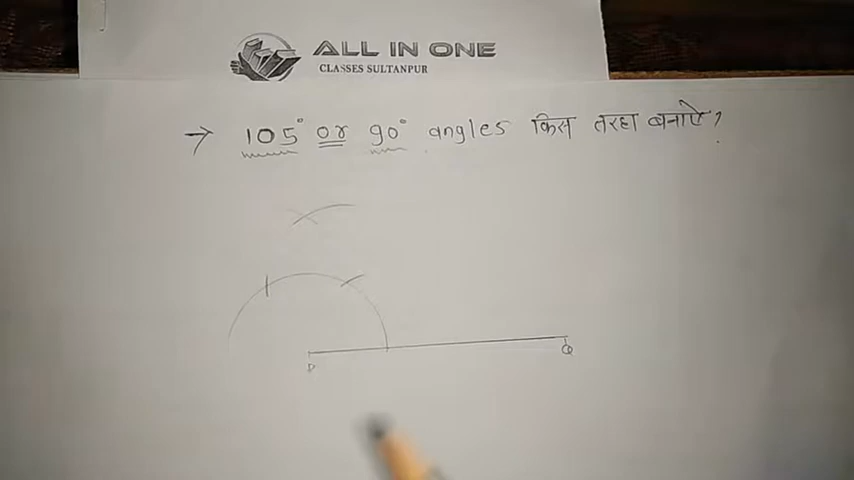 ALL IN ONE
CLASSES SULTANPUR
→ 105° or 90° angles किस तरहा बनाऐ?
P
Q